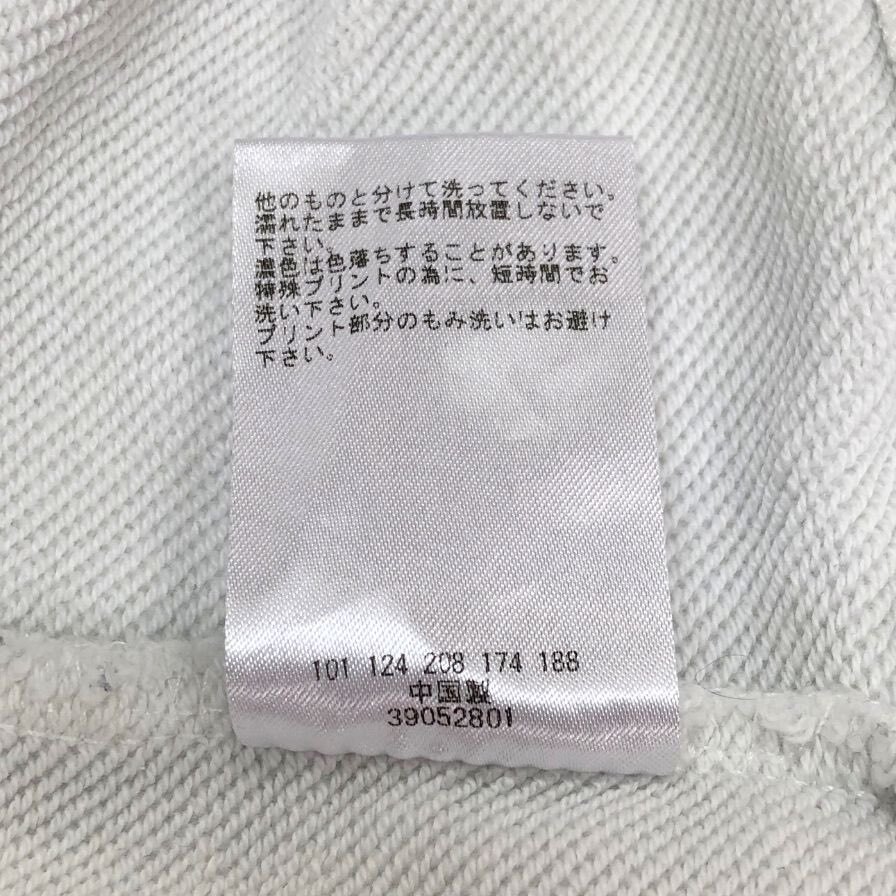 他のものと分けて洗ってください。
濡れたままで長時間放置しないで
下さい。
濃色は色落ちすることがあります。
特殊プリントの為に、短時間でお
洗い下さい。
プリント部分のもみ洗いはお避け
下さい。
101 124 208 174 188
中国製
39052801